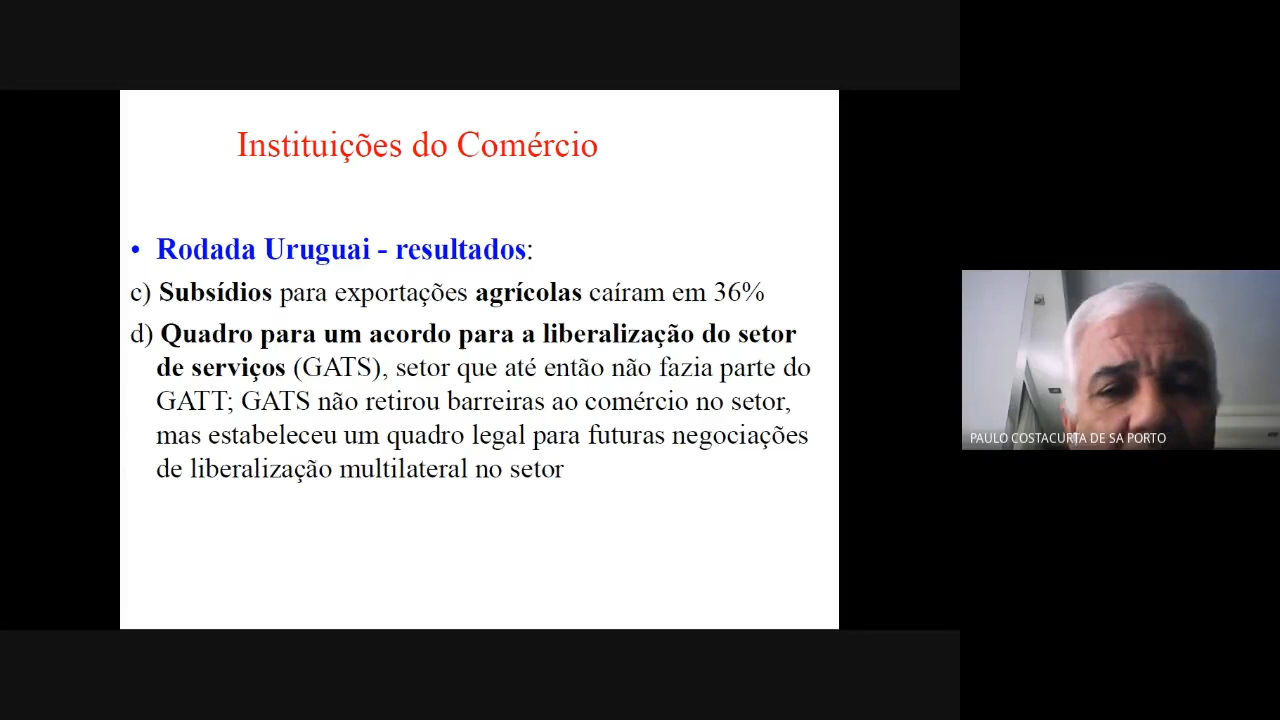 Instituições do Comércio
• Rodada Uruguai - resultados:
c) Subsídios para exportações agrícolas caíram em 36%
d) Quadro para um acordo para a liberalização do setor
de serviços (GATS), setor que até então não fazia parte do
GATT; GATS não retirou barreiras ao comércio no setor,
mas estabeleceu um quadro legal para futuras negociações
de liberalização multilateral no setor
PAULO COSTACURTA DE SA PORTO